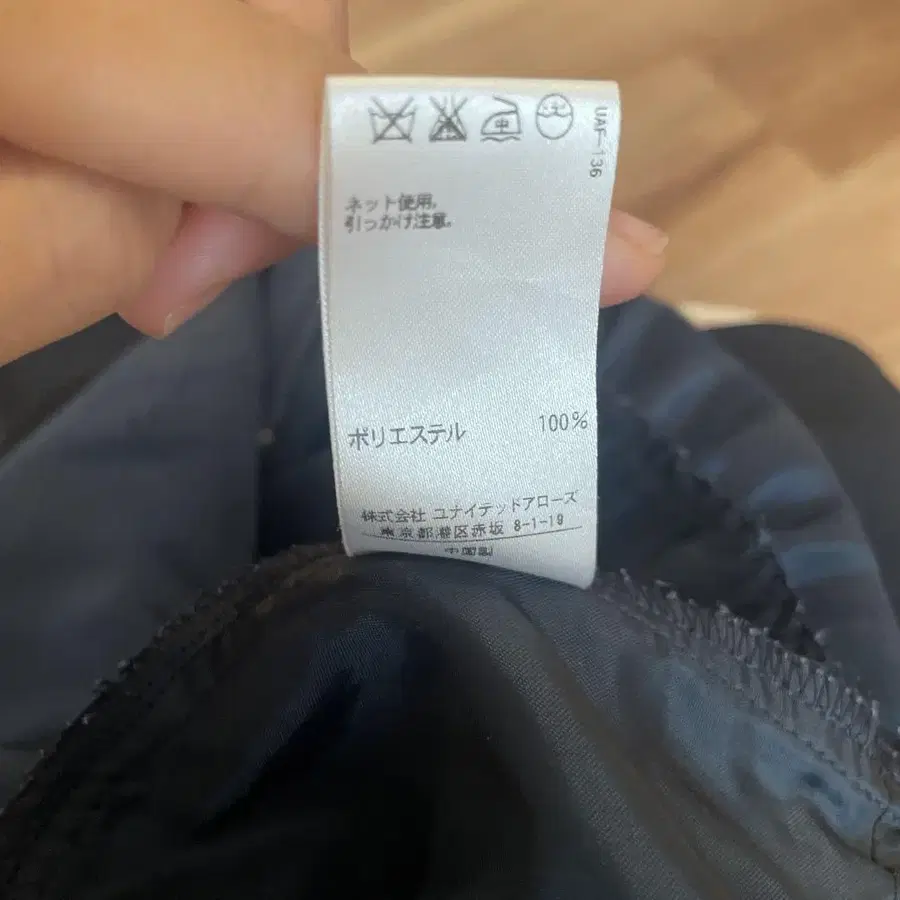 UAF-136
中
ネット使用。
引っかけ注意。
ポリエステル 100%
株式会社 ユナイテッドアローズ
東京都港区赤坂 8-1-19
中国製